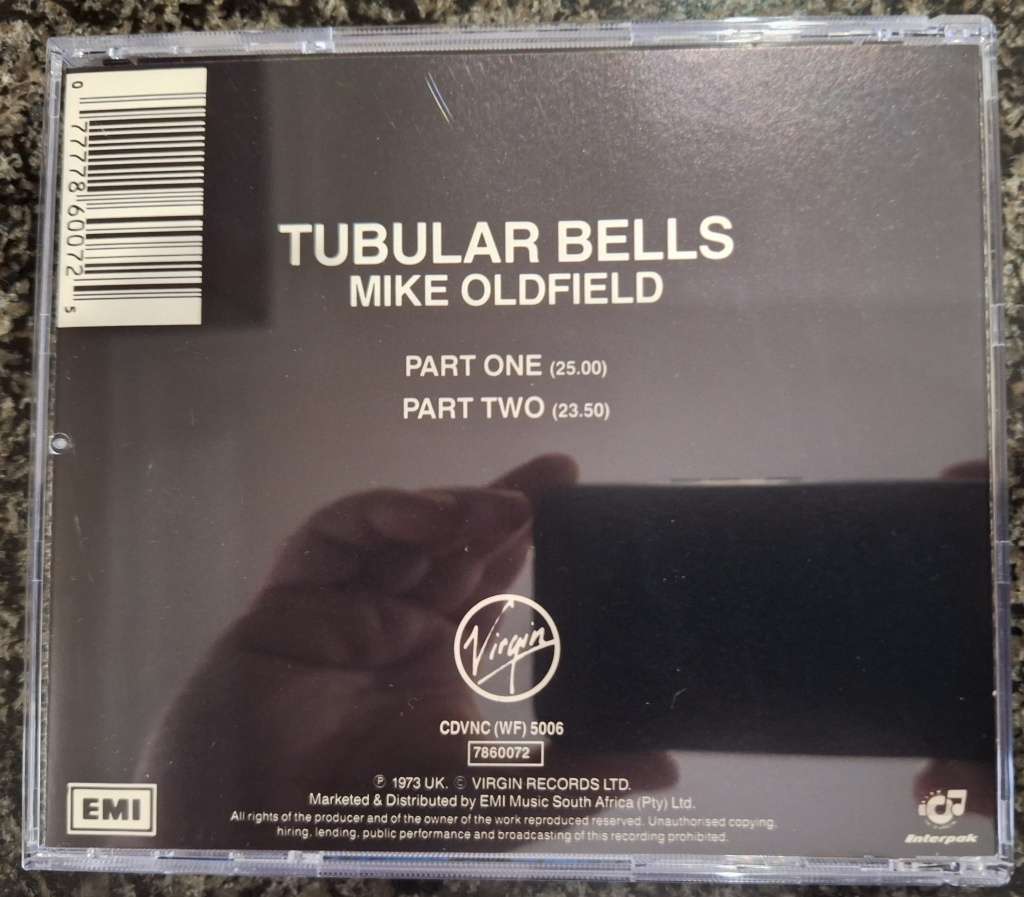 0 77778 60072 5
TUBULAR BELLS
MIKE OLDFIELD
PART ONE (25.00)
PART TWO (23.50)
Virgin
CDVNC (WF) 5006
7860072
℗ 1973 UK. © VIRGIN RECORDS LTD.
Marketed & Distributed by EMI Music South Africa (Pty) Ltd.
All rights of the producer and of the owner of the work reproduced reserved. Unauthorised copying,
hiring, lending, public performance and broadcasting of this recording prohibited.
EMI
Interpak